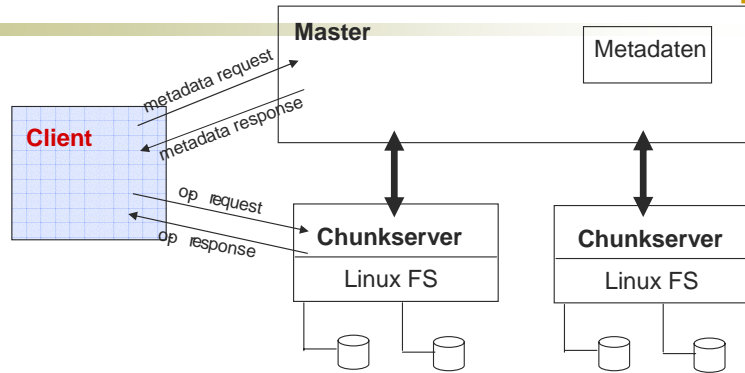 Master
Metadaten
metadata request
metadata response
Client
op request
op response
Chunkserver
Linux FS
Chunkserver
Linux FS